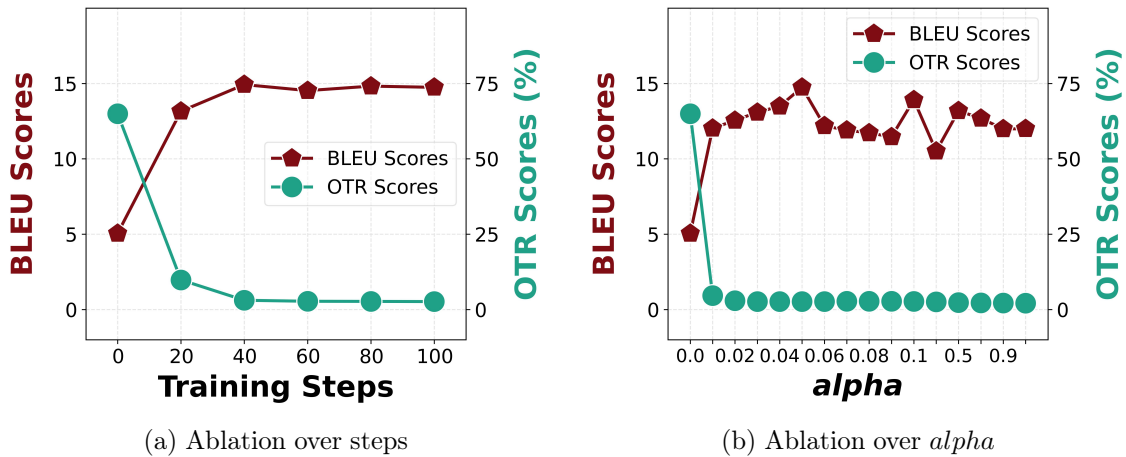 BLEU Scores
15
10
5
0
BLEU Scores
OTR Scores
75
50
25
0
OTR Scores (%)
0 20 40 60 80 100
Training Steps
(a) Ablation over steps
BLEU Scores
15
10
5
0
BLEU Scores
OTR Scores
75
50
25
0
OTR Scores (%)
0.0 0.02 0.04 0.06 0.08 0.1 0.5 0.9
alpha
(b) Ablation over alpha